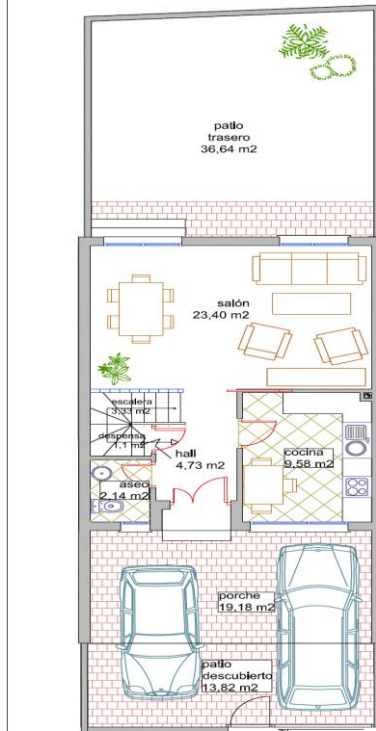 patio
trasero
36,64 m2
salón
23,40 m2
escalera
3,33 m2
despensa
1,1 m2
hall
4,73 m2
cocina
9,58 m2
aseo
2,14 m2
porche
19,18 m2
patio
descubierto
13,82 m2